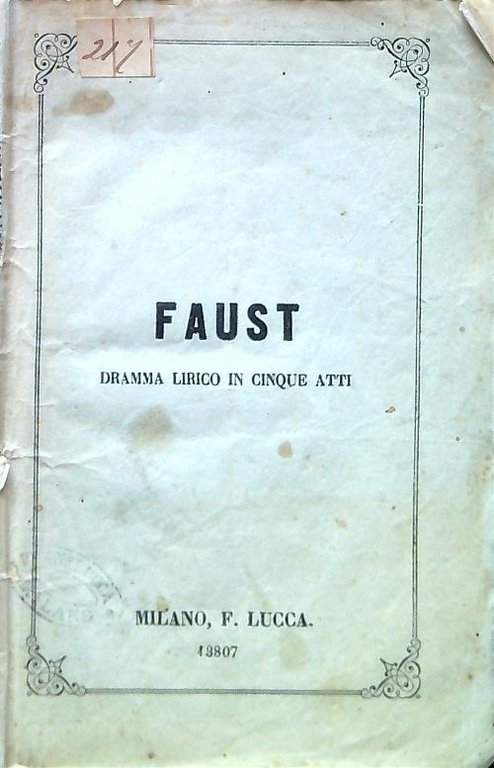 217
FAUST
DRAMMA LIRICO IN CINQUE ATTI
MILANO, F. LUCCA.
13807